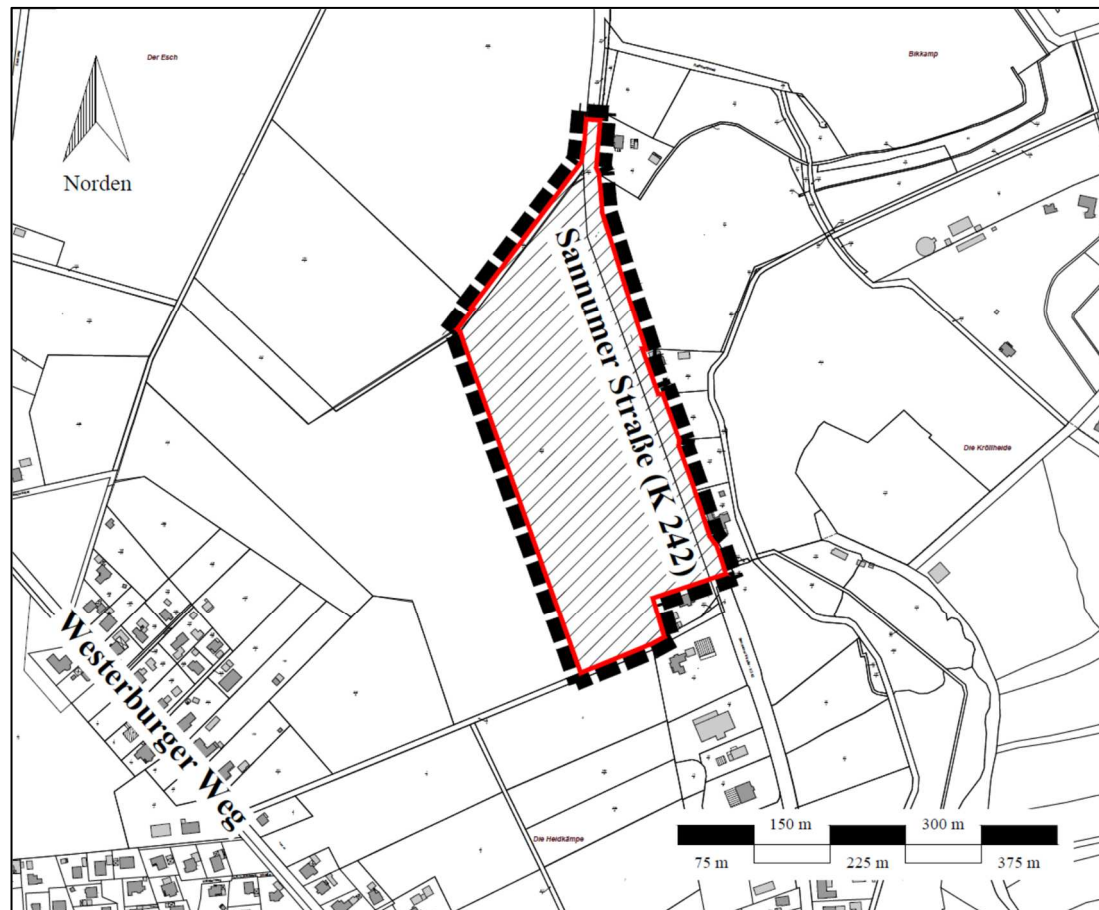 Der Esch
Bikkamp
Norden
Sannumer Straße (K 242)
Die Kröllheide
Westerburger Weg
Die Heidkämpe
150 m
300 m
75 m
225 m
375 m